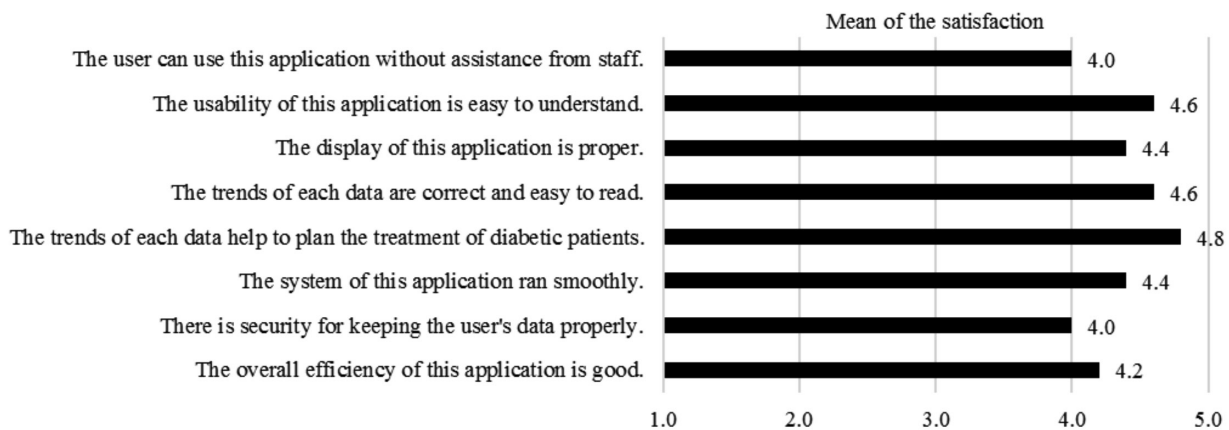 Mean of the satisfaction
The user can use this application without assistance from staff. 4.0
The usability of this application is easy to understand. 4.6
The display of this application is proper. 4.4
The trends of each data are correct and easy to read. 4.6
The trends of each data help to plan the treatment of diabetic patients. 4.8
The system of this application ran smoothly. 4.4
There is security for keeping the user's data properly. 4.0
The overall efficiency of this application is good. 4.2
1.0 2.0 3.0 4.0 5.0